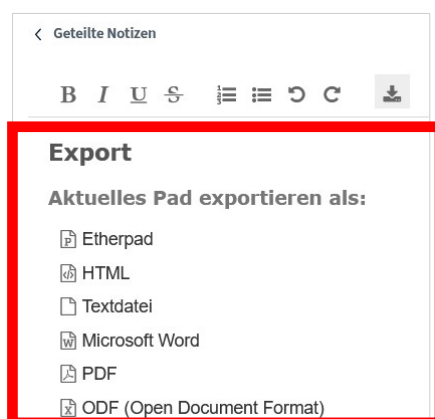 Geteilte Notizen
B I U S
Export
Aktuelles Pad exportieren als:
Etherpad
HTML
Textdatei
Microsoft Word
PDF
ODF (Open Document Format)